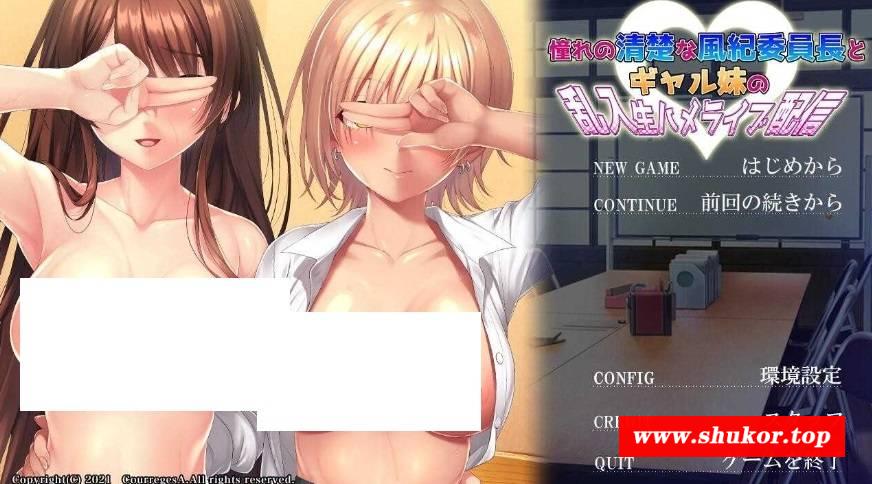 憧れの清楚な風紀委員長と
ギャル妹の
乱入生ハメライブ配信
NEW GAME はじめから
CONTINUE 前回の続きから
CONFIG 環境設定
www.shukor.top
QUIT ゲームを終了
Copyright(C) 2021 CourregesA.All rights reserved.